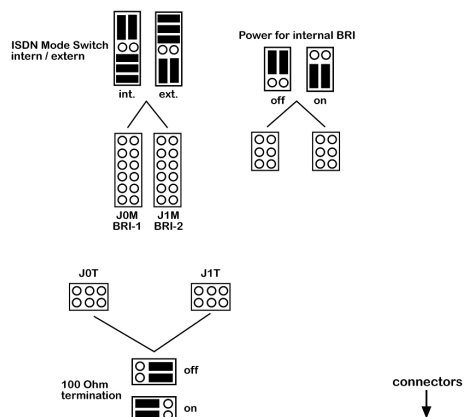 ISDN Mode Switch
intern / extern
int.
ext.
Power for internal BRI
off
on
J0M
BRI-1
J1M
BRI-2
J0T
J1T
100 Ohm
termination
off
on
connectors